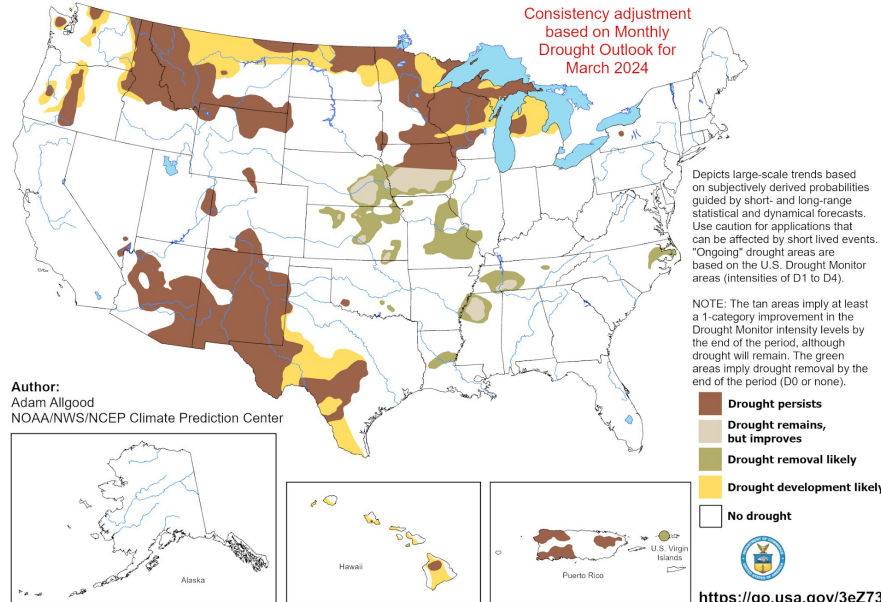 Consistency adjustment
based on Monthly
Drought Outlook for
March 2024
Depicts large-scale trends based
on subjectively derived probabilities
guided by short- and long-range
statistical and dynamical forecasts.
Use caution for applications that
can be affected by short lived events.
"Ongoing" drought areas are
based on the U.S. Drought Monitor
areas (intensities of D1 to D4).
NOTE: The tan areas imply at least
a 1-category improvement in the
Drought Monitor intensity levels by
the end of the period, although
drought will remain. The green
areas imply drought removal by the
end of the period (D0 or none).
Author:
Adam Allgood
NOAA/NWS/NCEP Climate Prediction Center
Drought persists
Drought remains,
but improves
Drought removal likely
Drought development likely
No drought
Alaska
Hawaii
Puerto Rico
U.S. Virgin
Islands
https://go.usa.gov/3eZ73